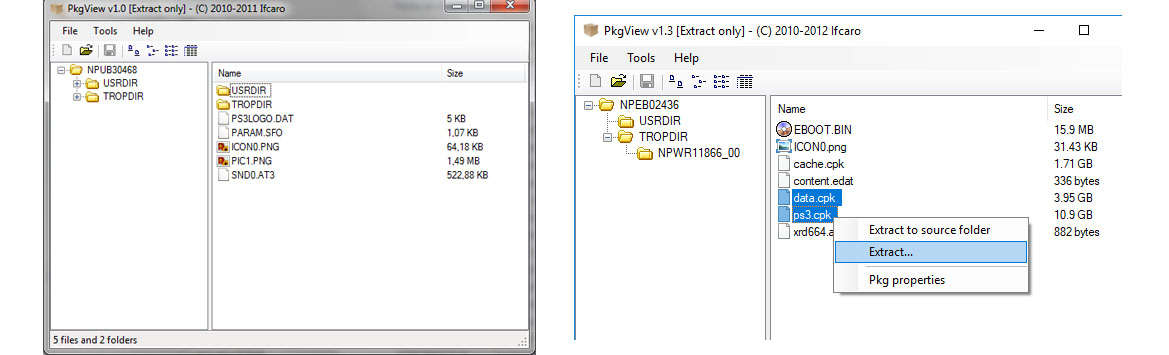 PkgView v1.0 [Extract only] - (C) 2010-2011 Ifcaro
File Tools Help
NPUB30468
USRDIR
TROPDIR
Name Size
USRDIR
TROPDIR
PS3LOGO.DAT 5 KB
PARAM.SFO 1,07 KB
ICON0.PNG 64,18 KB
PIC1.PNG 1,49 MB
SND0.AT3 522,88 KB
5 files and 2 folders
PkgView v1.3 [Extract only] - (C) 2010-2012 Ifcaro
File Tools Help
NPEB02436
USRDIR
TROPDIR
NPWR11866_00
Name Size
EBOOT.BIN 15.9 MB
ICON0.png 31.43 KB
cache.cpk 1.71 GB
content.edat 336 bytes
data.cpk 3.95 GB
ps3.cpk 10.9 GB
xrd664.a 882 bytes
Extract to source folder
Extract...
Pkg properties